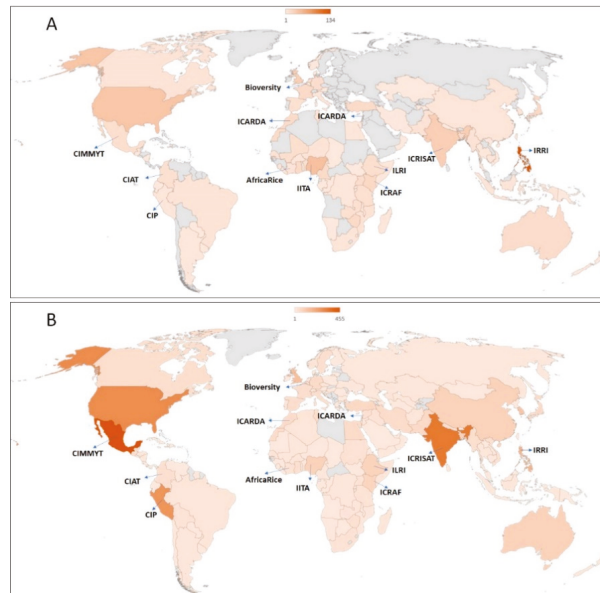 A
1 134
Bioversity
ICARDA
ICARDA
CIMMYT
ICRISAT
IRRI
CIAT
AfricaRice
ILRI
IITA
ICRAF
CIP
B
1 455
Bioversity
ICARDA
ICARDA
CIMMYT
ICRISAT
IRRI
CIAT
AfricaRice
ILRI
IITA
ICRAF
CIP